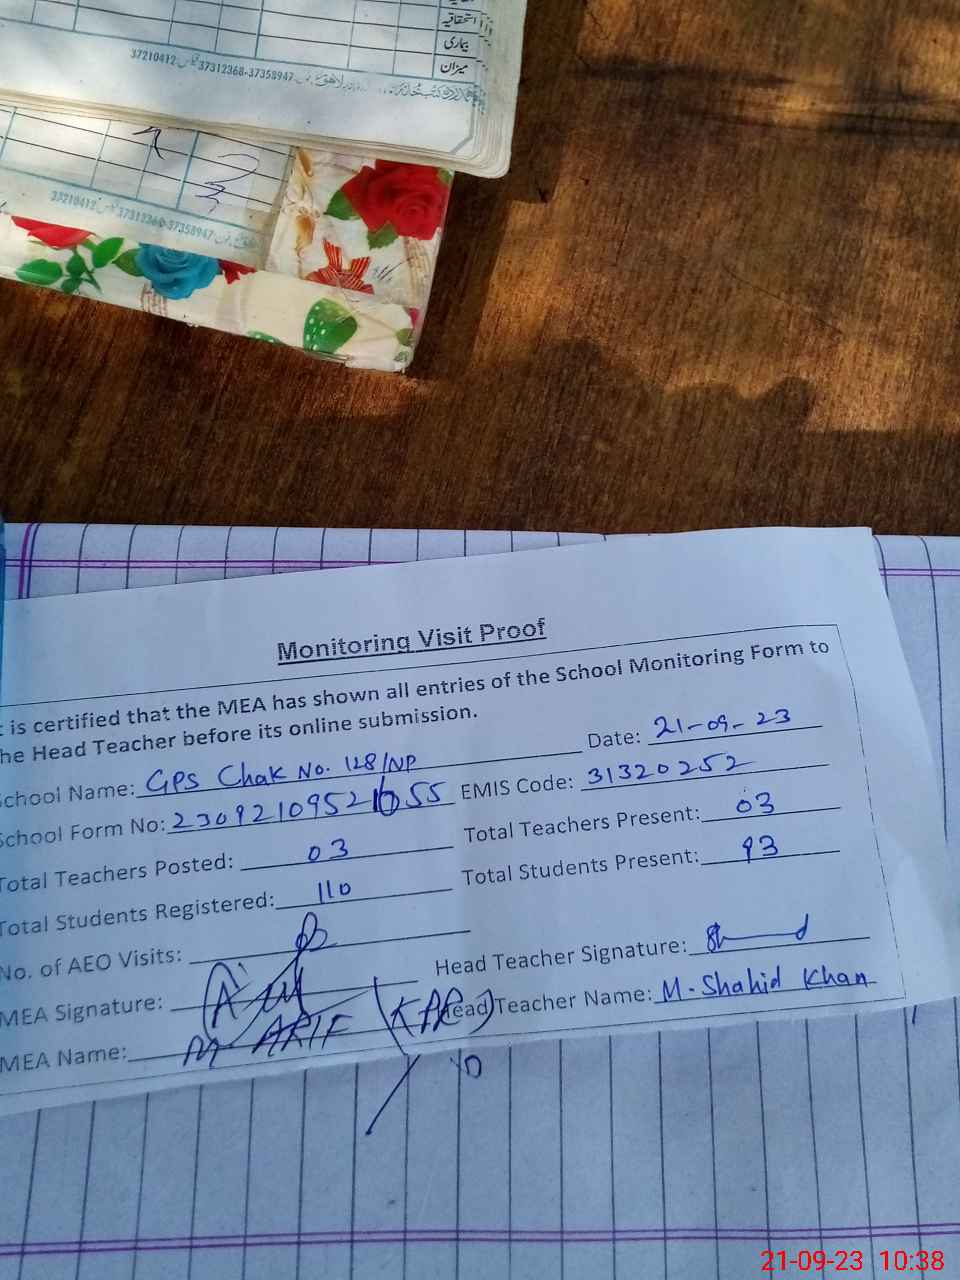 استحقاقیہ
بیماری
میزان
37210412 37312368-37358947
37210412 37312368-37358947
Monitoring Visit Proof
t is certified that the MEA has shown all entries of the School Monitoring Form to
he Head Teacher before its online submission.
School Name: GPS Chak No. 128/NP Date: 21-09-23
School Form No: EMIS Code: 31320252
Total Teachers Posted: 03 Total Teachers Present: 03
Total Students Registered: 110 Total Students Present: 93
No. of AEO Visits:
MEA Signature: Head Teacher Signature:
MEA Name: M ARIF Head Teacher Name: M. Shahid Khan
21-09-23 10:38